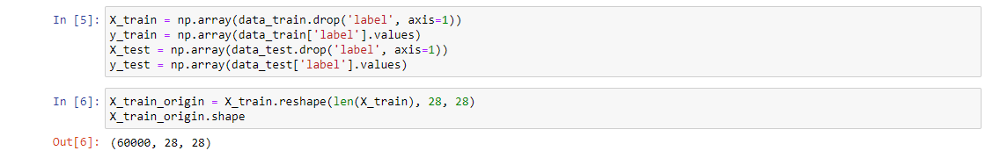 In [5]: X_train = np.array(data_train.drop('label', axis=1))
y_train = np.array(data_train['label'].values)
X_test = np.array(data_test.drop('label', axis=1))
y_test = np.array(data_test['label'].values)
In [6]: X_train_origin = X_train.reshape(len(X_train), 28, 28)
X_train_origin.shape
Out[6]: (60000, 28, 28)